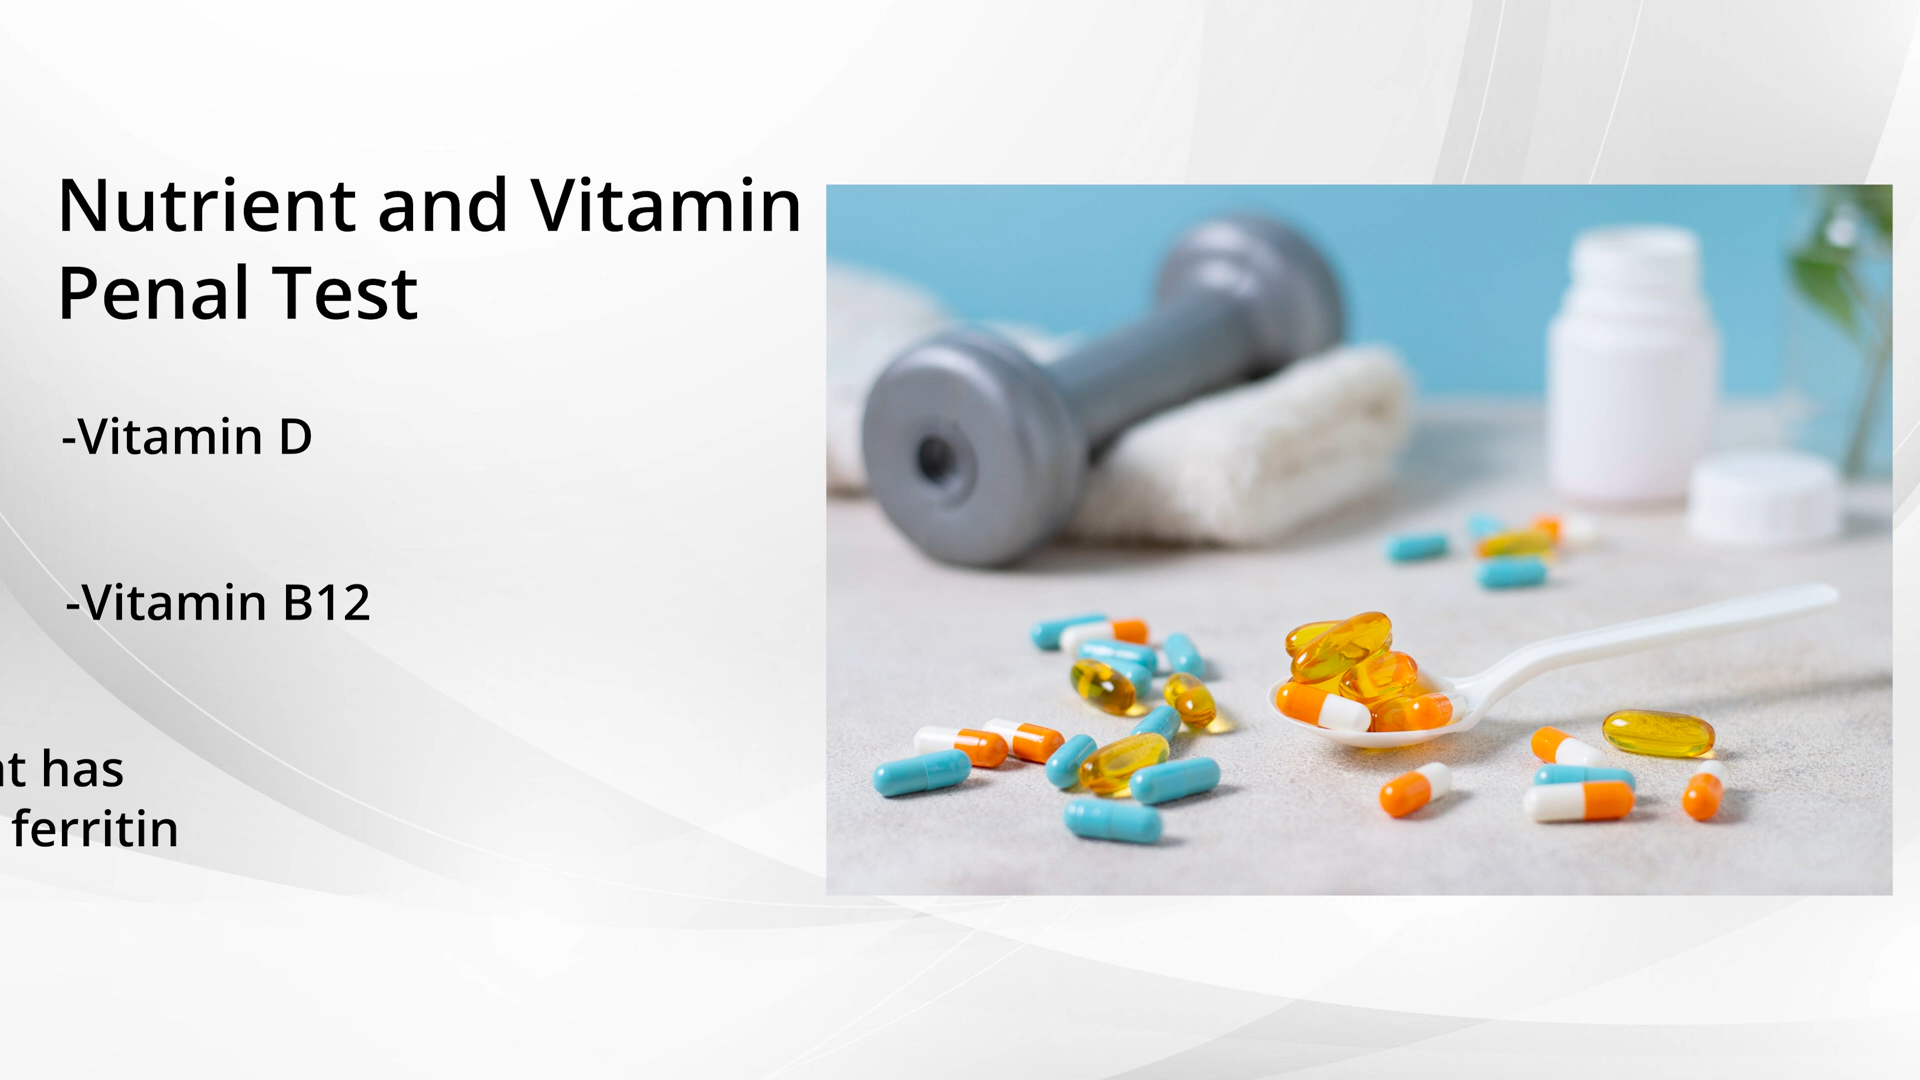 Nutrient and Vitamin
Penal Test
-Vitamin D
-Vitamin B12
has
ferritin